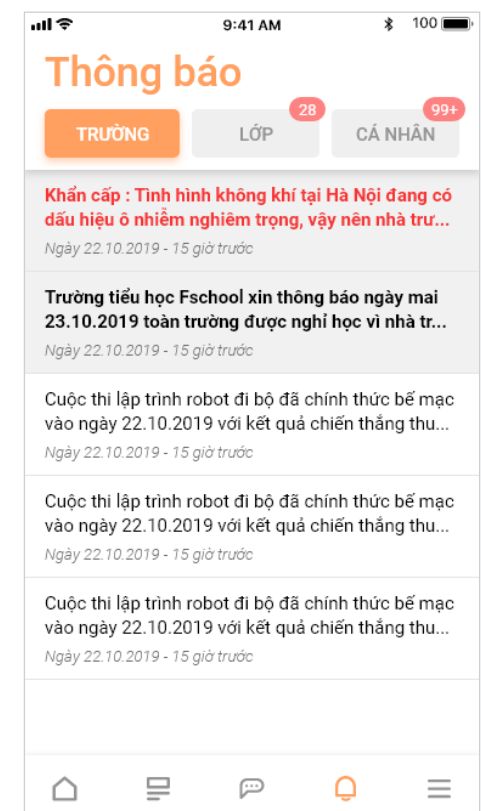 9:41 AM
100
Thông báo
28
99+
TRƯỜNG
LỚP
CÁ NHÂN
Khẩn cấp : Tình hình không khí tại Hà Nội đang có
dấu hiệu ô nhiễm nghiêm trọng, vậy nên nhà trư...
Ngày 22.10.2019 - 15 giờ trước
Trường tiểu học Fschool xin thông báo ngày mai
23.10.2019 toàn trường được nghỉ học vì nhà tr...
Ngày 22.10.2019 - 15 giờ trước
Cuộc thi lập trình robot đi bộ đã chính thức bế mạc
vào ngày 22.10.2019 với kết quả chiến thắng thu...
Ngày 22.10.2019 - 15 giờ trước
Cuộc thi lập trình robot đi bộ đã chính thức bế mạc
vào ngày 22.10.2019 với kết quả chiến thắng thu...
Ngày 22.10.2019 - 15 giờ trước
Cuộc thi lập trình robot đi bộ đã chính thức bế mạc
vào ngày 22.10.2019 với kết quả chiến thắng thu...
Ngày 22.10.2019 - 15 giờ trước